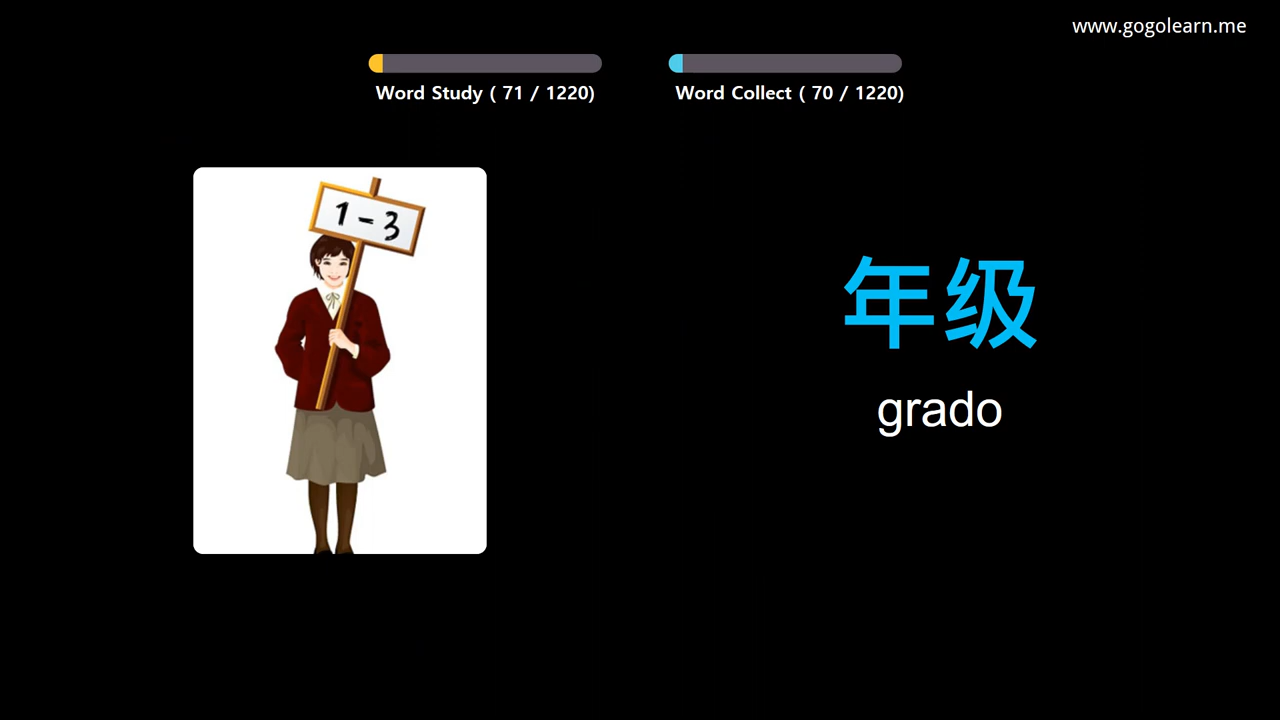 www.gogolearn.me
Word Study ( 71 / 1220)
Word Collect ( 70 / 1220)
1 - 3
年级
grado